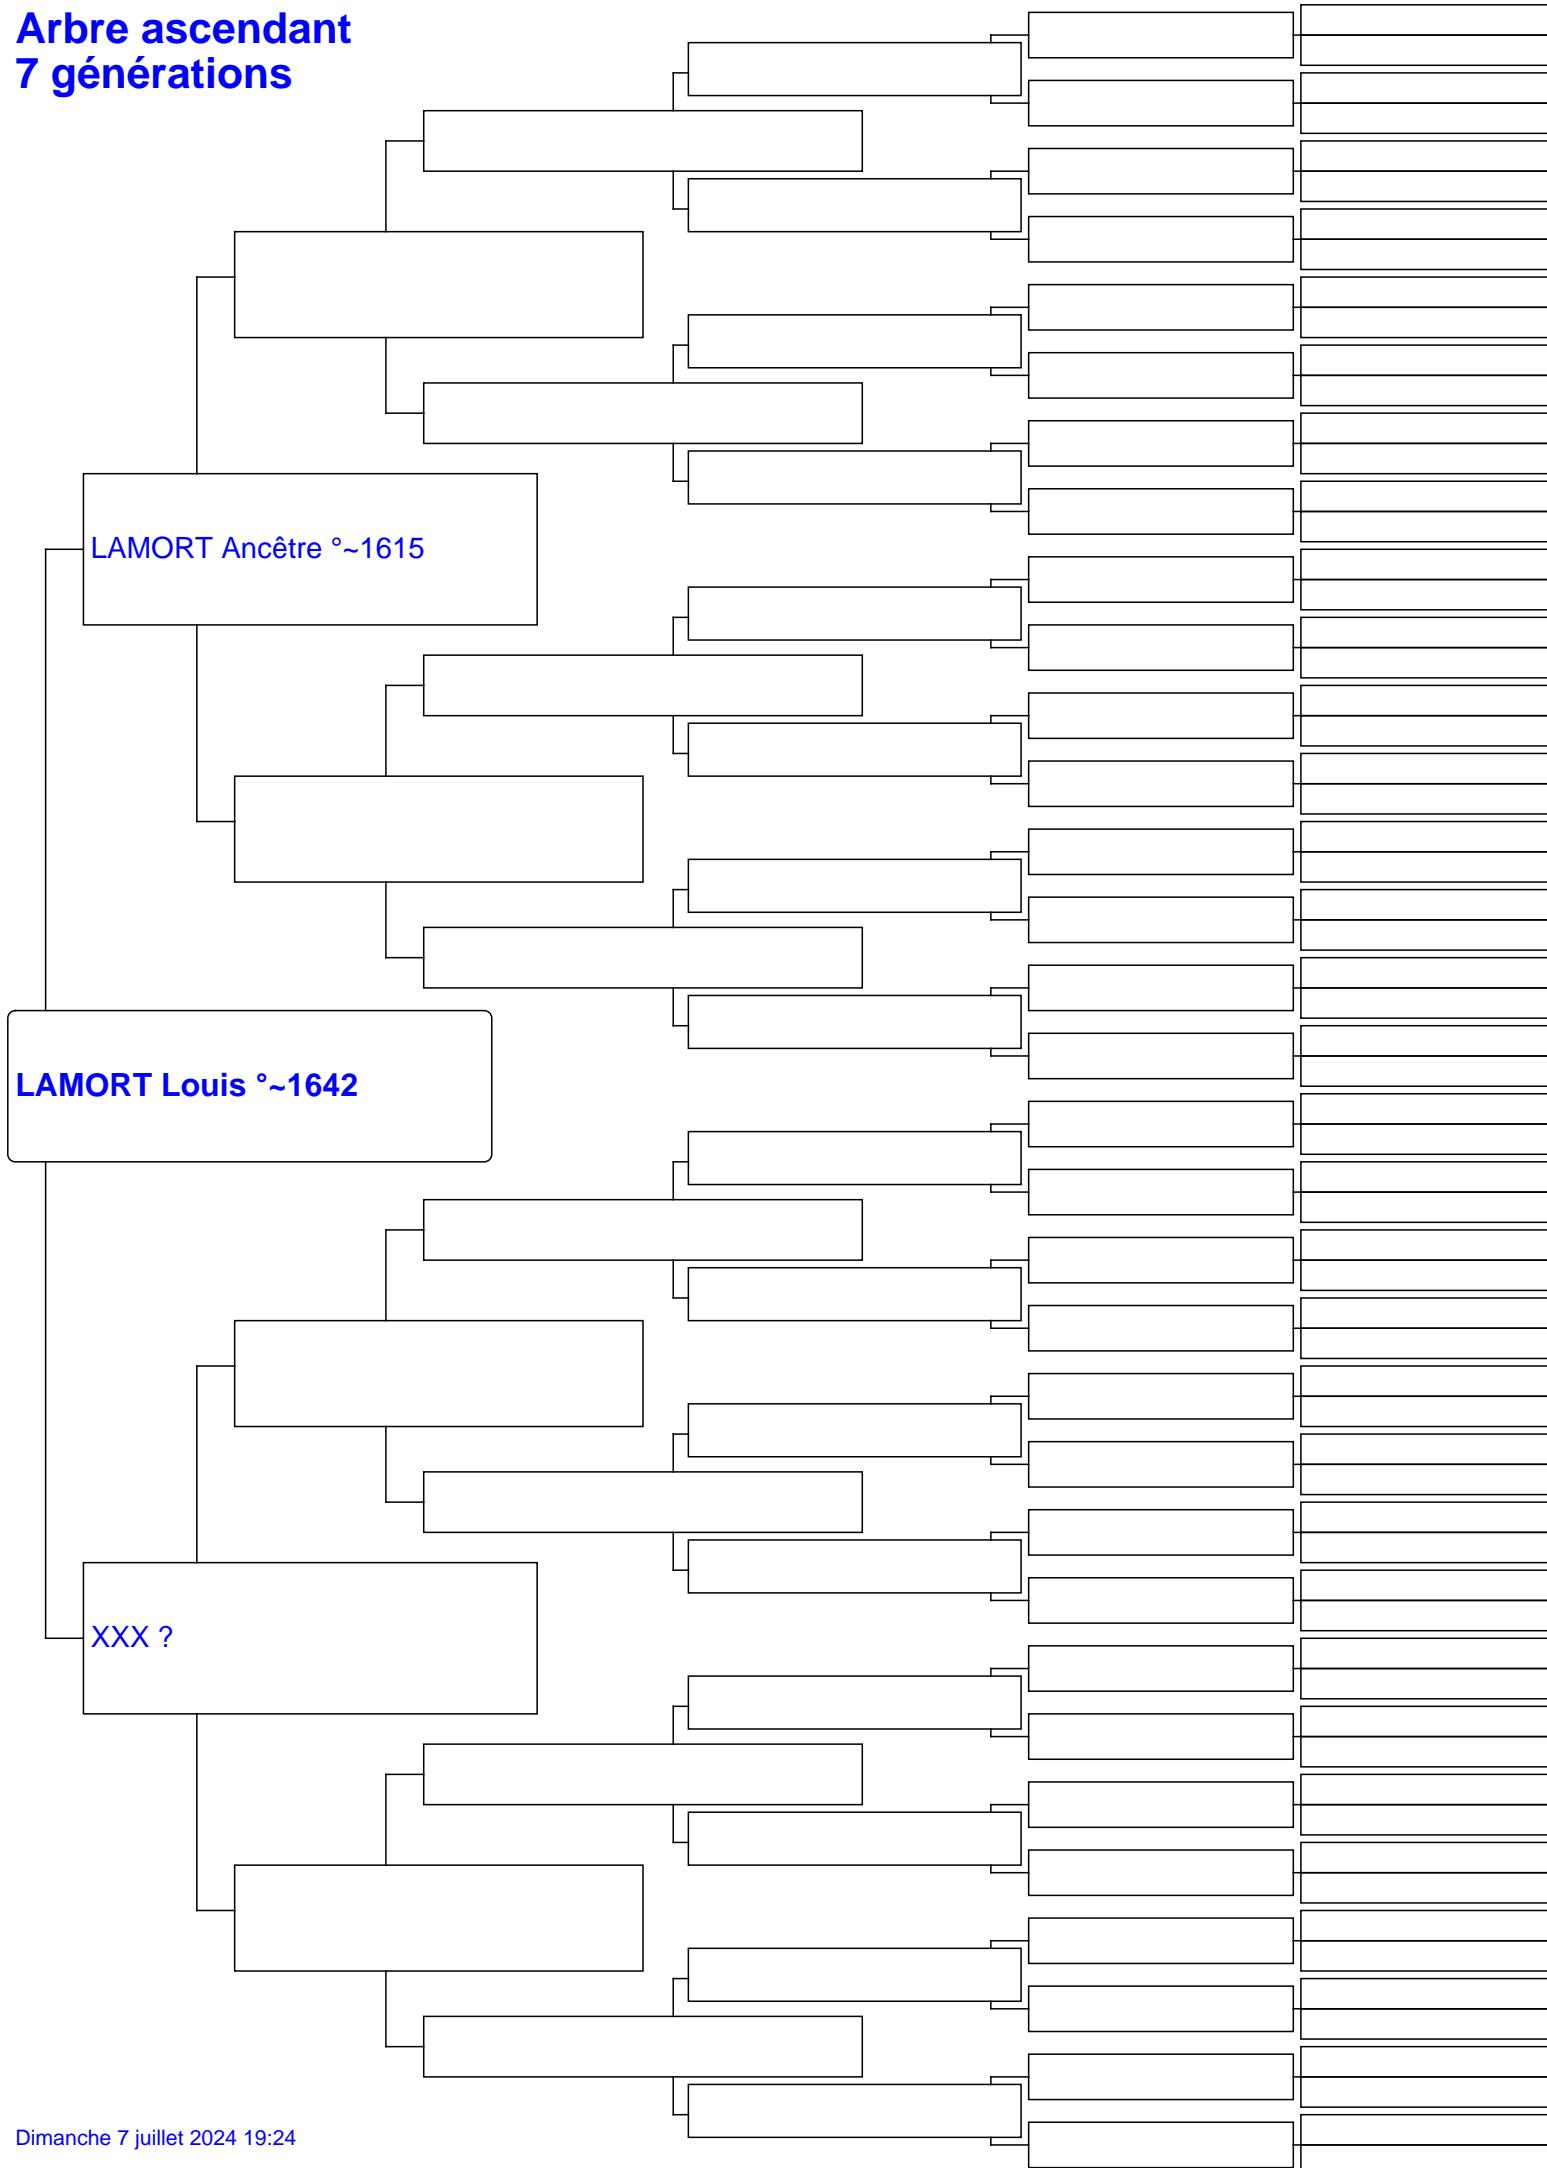 Arbre ascendant
7 générations
LAMORT Ancêtre °~1615
LAMORT Louis °~1642
XXX ?
Dimanche 7 juillet 2024 19:24